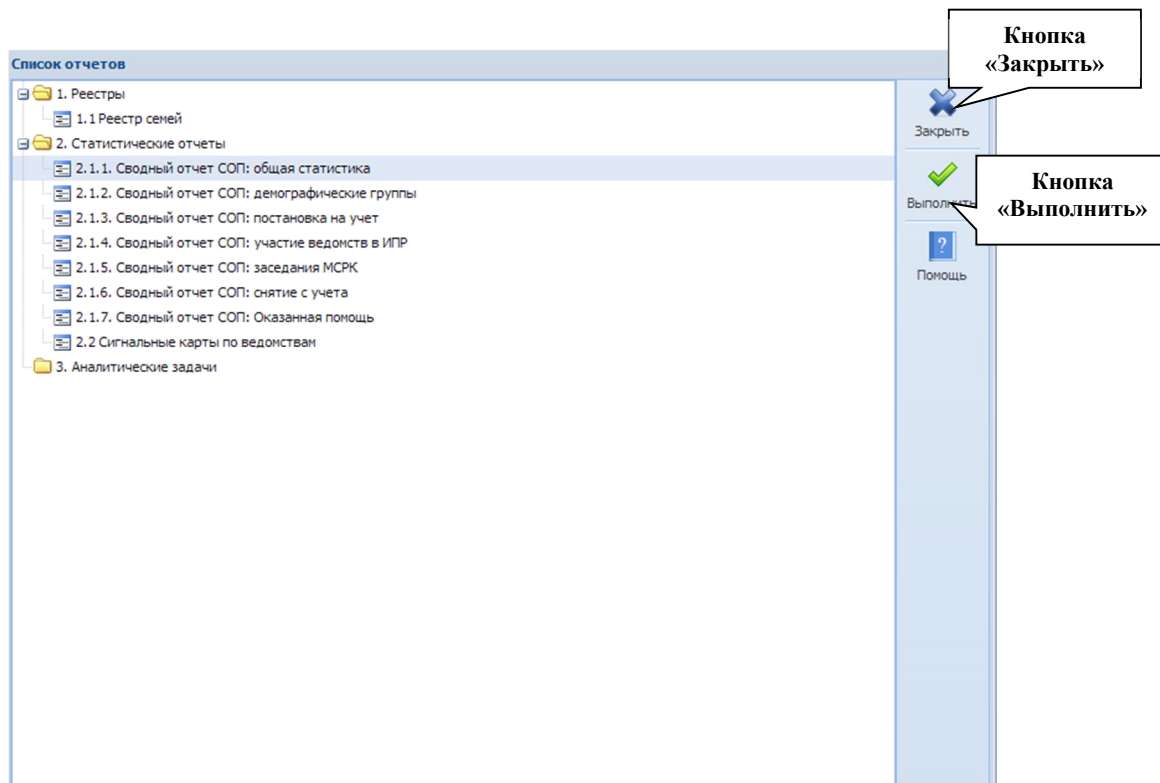 Кнопка
«Закрыть»
Список отчетов
1. Реестры
1.1 Реестр семей
2. Статистические отчеты
2.1.1. Сводный отчет СОП: общая статистика
2.1.2. Сводный отчет СОП: демографические группы
2.1.3. Сводный отчет СОП: постановка на учет
2.1.4. Сводный отчет СОП: участие ведомств в ИПР
2.1.5. Сводный отчет СОП: заседания МСРК
2.1.6. Сводный отчет СОП: снятие с учета
2.1.7. Сводный отчет СОП: Оказанная помощь
2.2 Сигнальные карты по ведомствам
3. Аналитические задачи
Закрыть
Выполнить
Помощь
Кнопка
«Выполнить»